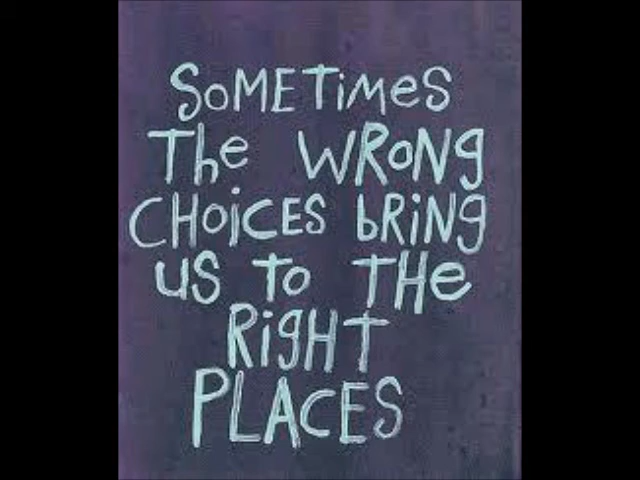 SOMETiMeS
The WRONg
CHOiCES bRiNg
uS To THe
RigHT
PLACES